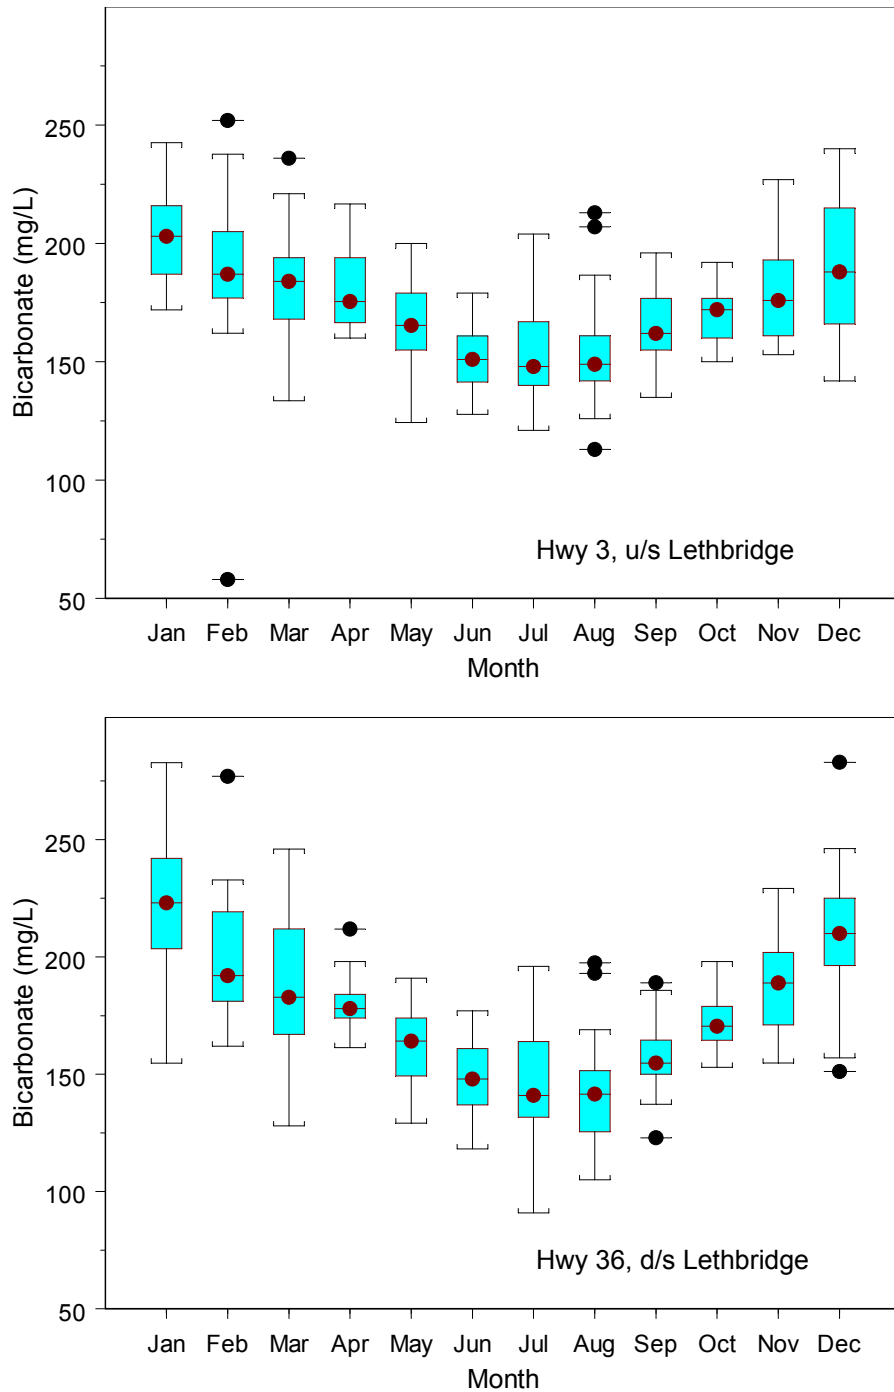 Bicarbonate (mg/L)
250
200
150
100
50
Hwy 3, u/s Lethbridge
Jan Feb Mar Apr May Jun Jul Aug Sep Oct Nov Dec
Month
Bicarbonate (mg/L)
250
200
150
100
50
Hwy 36, d/s Lethbridge
Jan Feb Mar Apr May Jun Jul Aug Sep Oct Nov Dec
Month